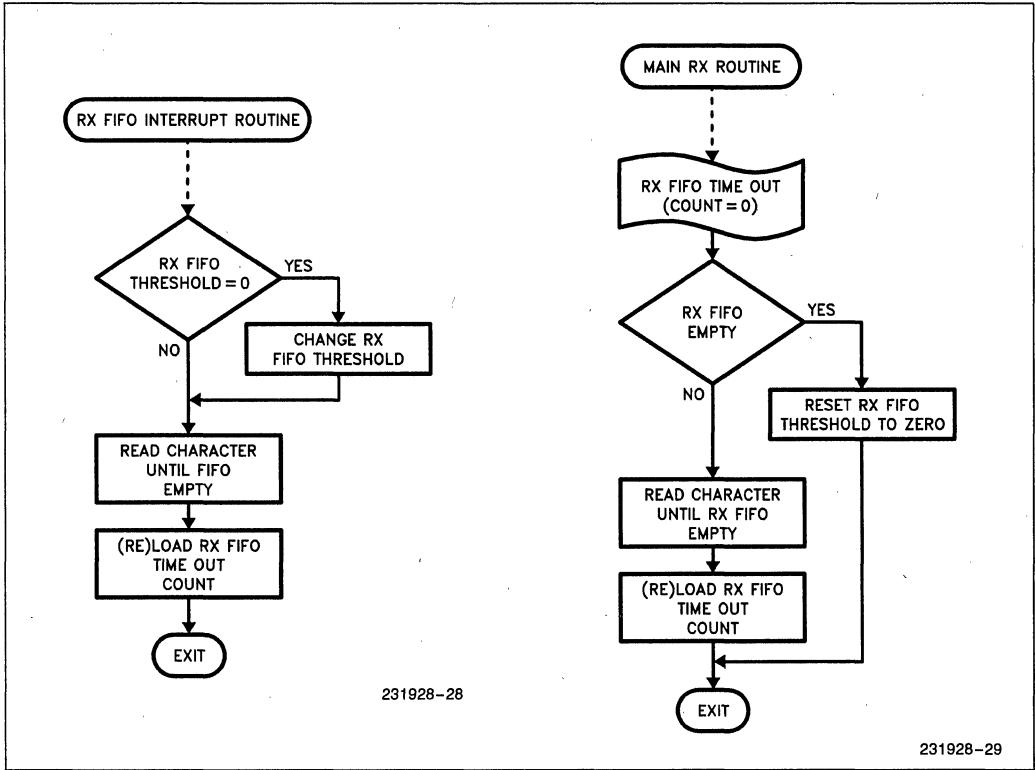 RX FIFO INTERRUPT ROUTINE
RX FIFO
THRESHOLD = 0
YES
CHANGE RX
FIFO THRESHOLD
NO
READ CHARACTER
UNTIL FIFO
EMPTY
(RE)LOAD RX FIFO
TIME OUT
COUNT
EXIT
231928-28
MAIN RX ROUTINE
RX FIFO TIME OUT
(COUNT = 0)
RX FIFO
EMPTY
YES
RESET RX FIFO
THRESHOLD TO ZERO
NO
READ CHARACTER
UNTIL RX FIFO
EMPTY
(RE)LOAD RX FIFO
TIME OUT
COUNT
EXIT
231928-29